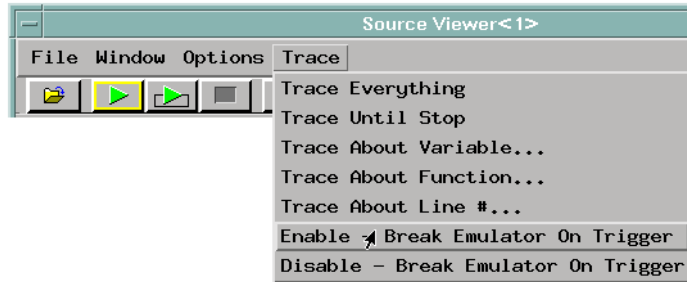 Source Viewer<1>
File Window Options Trace
Trace Everything
Trace Until Stop
Trace About Variable...
Trace About Function...
Trace About Line #...
Enable - Break Emulator On Trigger
Disable - Break Emulator On Trigger